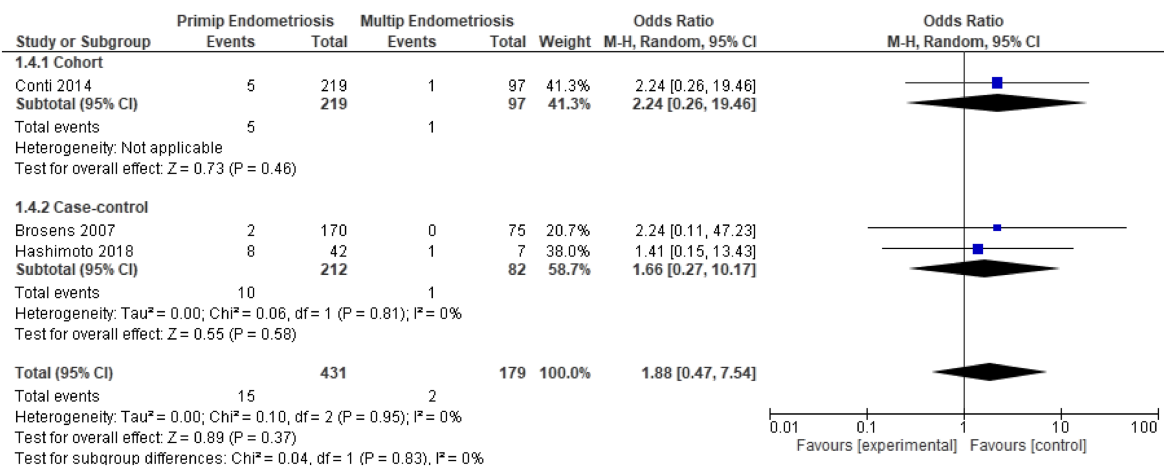 Primip Endometriosis Multip Endometriosis Odds Ratio Odds Ratio
Study or Subgroup Events Total Events Total Weight M-H, Random, 95% CI M-H, Random, 95% CI
1.4.1 Cohort
Conti 2014 5 219 1 97 41.3% 2.24 [0.26, 19.46]
Subtotal (95% CI) 219 97 41.3% 2.24 [0.26, 19.46]
Total events 5 1
Heterogeneity: Not applicable
Test for overall effect: Z = 0.73 (P = 0.46)
1.4.2 Case-control
Brosens 2007 2 170 0 75 20.7% 2.24 [0.11, 47.23]
Hashimoto 2018 8 42 1 7 38.0% 1.41 [0.15, 13.43]
Subtotal (95% CI) 212 82 58.7% 1.66 [0.27, 10.17]
Total events 10 1
Heterogeneity: Tau² = 0.00; Chi² = 0.06, df = 1 (P = 0.81); I² = 0%
Test for overall effect: Z = 0.55 (P = 0.58)
Total (95% CI) 431 179 100.0% 1.88 [0.47, 7.54]
Total events 15 2
Heterogeneity: Tau² = 0.00; Chi² = 0.10, df = 2 (P = 0.95); I² = 0%
Test for overall effect: Z = 0.89 (P = 0.37)
Test for subgroup differences: Chi² = 0.04, df = 1 (P = 0.83), I² = 0%
0.01 0.1 1 10 100
Favours [experimental] Favours [control]